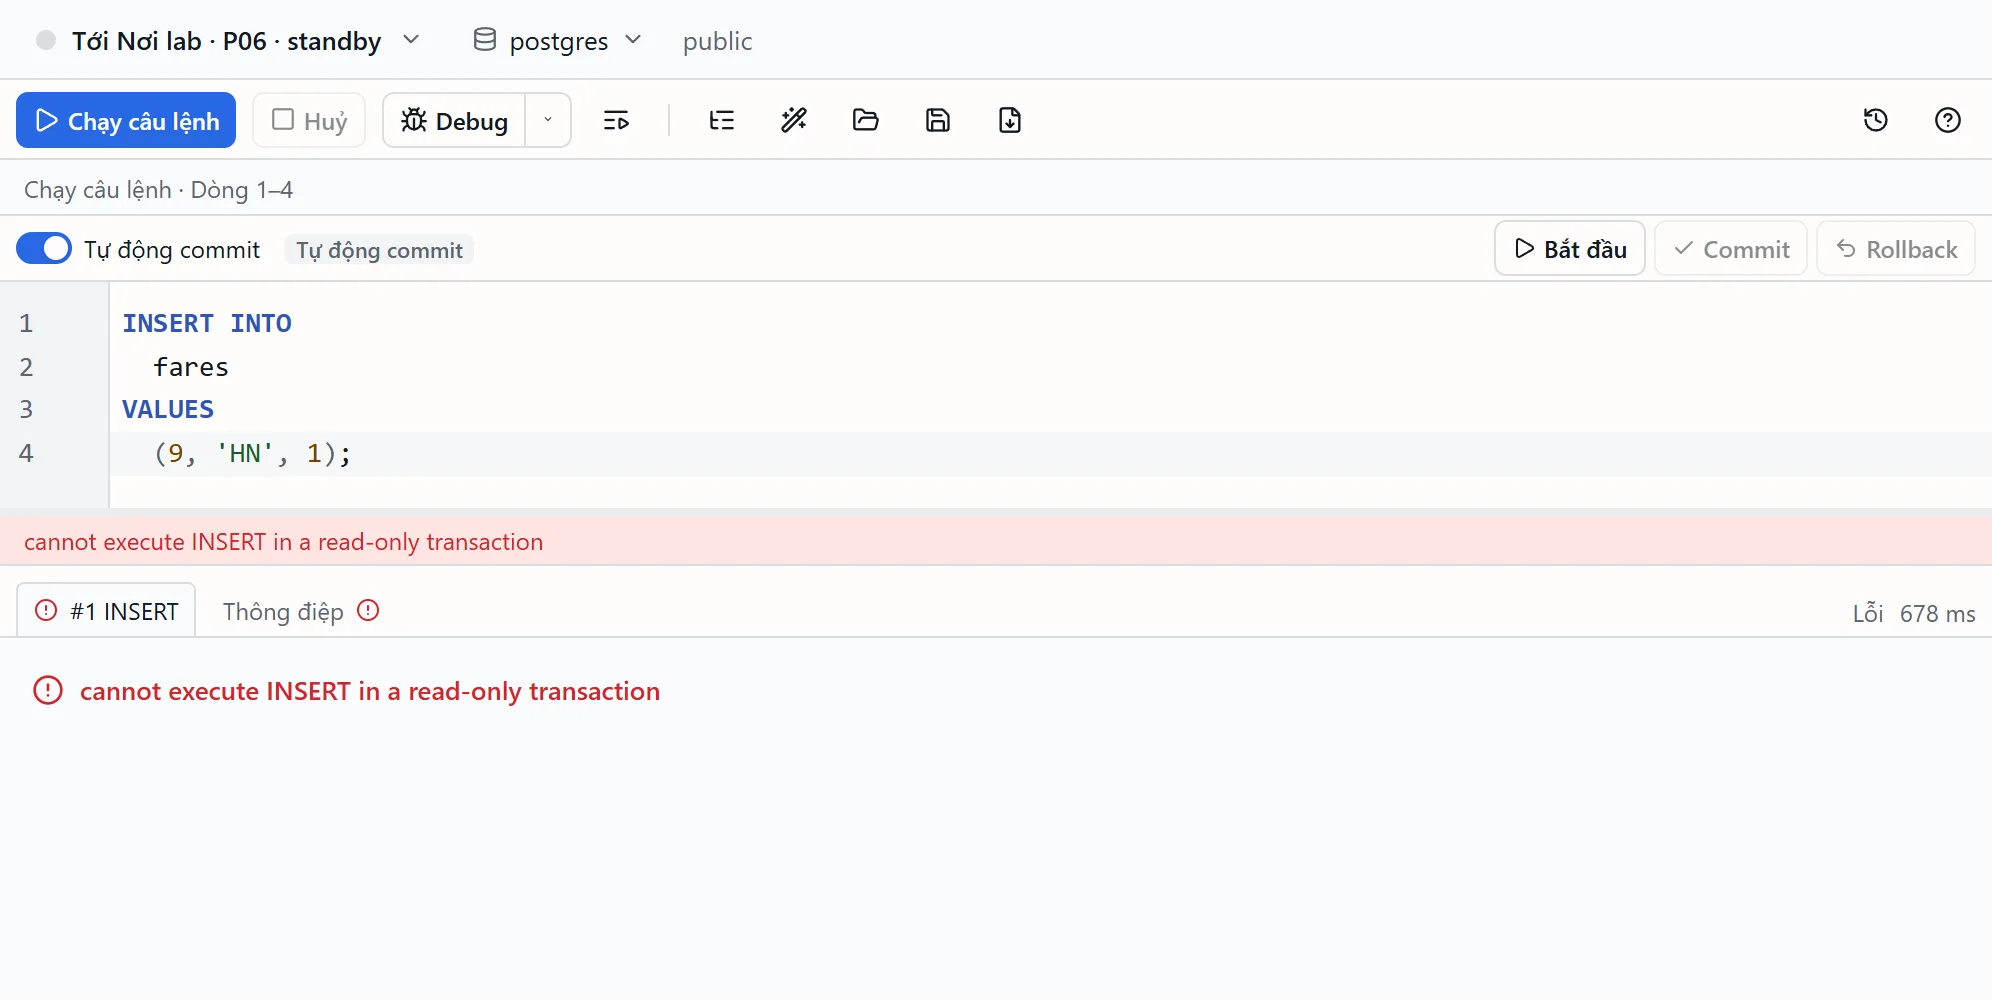 Tới Nơi lab · P06 · standby postgres public
Chạy câu lệnh Huỷ Debug
Chạy câu lệnh · Dòng 1–4
Tự động commit Tự động commit Bắt đầu Commit Rollback
1 INSERT INTO
2 fares
3 VALUES
4 (9, 'HN', 1);
cannot execute INSERT in a read-only transaction
#1 INSERT Thông điệp Lỗi 678 ms
cannot execute INSERT in a read-only transaction